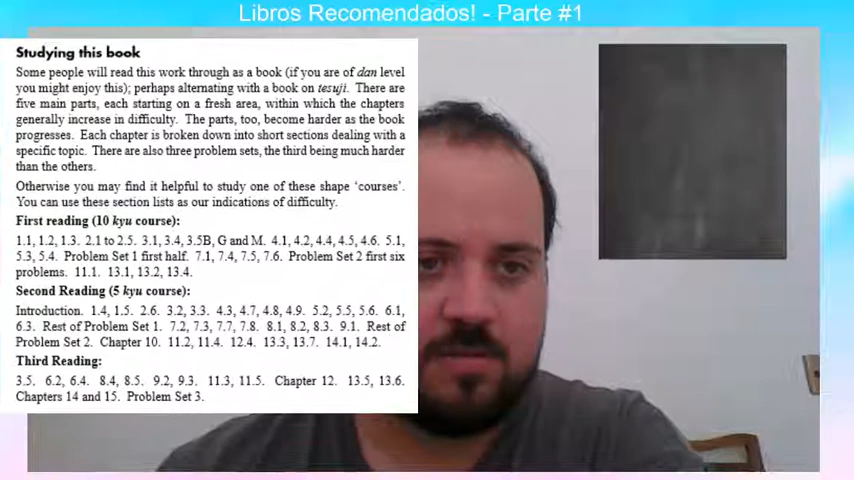 Libros Recomendados! - Parte #1
Studying this book
Some people will read this work through as a book (if you are of dan level
you might enjoy this); perhaps alternating with a book on tesuji. There are
five main parts, each starting on a fresh area, within which the chapters
generally increase in difficulty. The parts, too, become harder as the book
progresses. Each chapter is broken down into short sections dealing with a
specific topic. There are also three problem sets, the third being much harder
than the others.
Otherwise you may find it helpful to study one of these shape ‘courses’.
You can use these section lists as our indications of difficulty.
First reading (10 kyu course):
1.1, 1.2, 1.3. 2.1 to 2.5. 3.1, 3.4, 3.5B, G and M. 4.1, 4.2, 4.4, 4.5, 4.6. 5.1,
5.3, 5.4. Problem Set 1 first half. 7.1, 7.4, 7.5, 7.6. Problem Set 2 first six
problems. 11.1. 13.1, 13.2, 13.4.
Second Reading (5 kyu course):
Introduction. 1.4, 1.5. 2.6. 3.2, 3.3. 4.3, 4.7, 4.8, 4.9. 5.2, 5.5, 5.6. 6.1,
6.3. Rest of Problem Set 1. 7.2, 7.3, 7.7, 7.8. 8.1, 8.2, 8.3. 9.1. Rest of
Problem Set 2. Chapter 10. 11.2, 11.4. 12.4. 13.3, 13.7. 14.1, 14.2.
Third Reading:
3.5. 6.2, 6.4. 8.4, 8.5. 9.2, 9.3. 11.3, 11.5. Chapter 12. 13.5, 13.6.
Chapters 14 and 15. Problem Set 3.